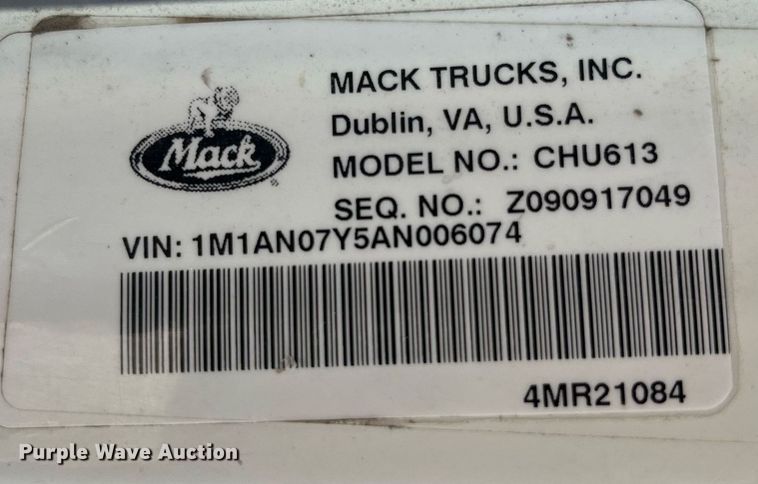 MACK TRUCKS, INC.
Dublin, VA, U.S.A.
Mack
®
MODEL NO.: CHU613
SEQ. NO.: Z090917049
VIN: 1M1AN07Y5AN006074
4MR21084
Purple Wave Auction